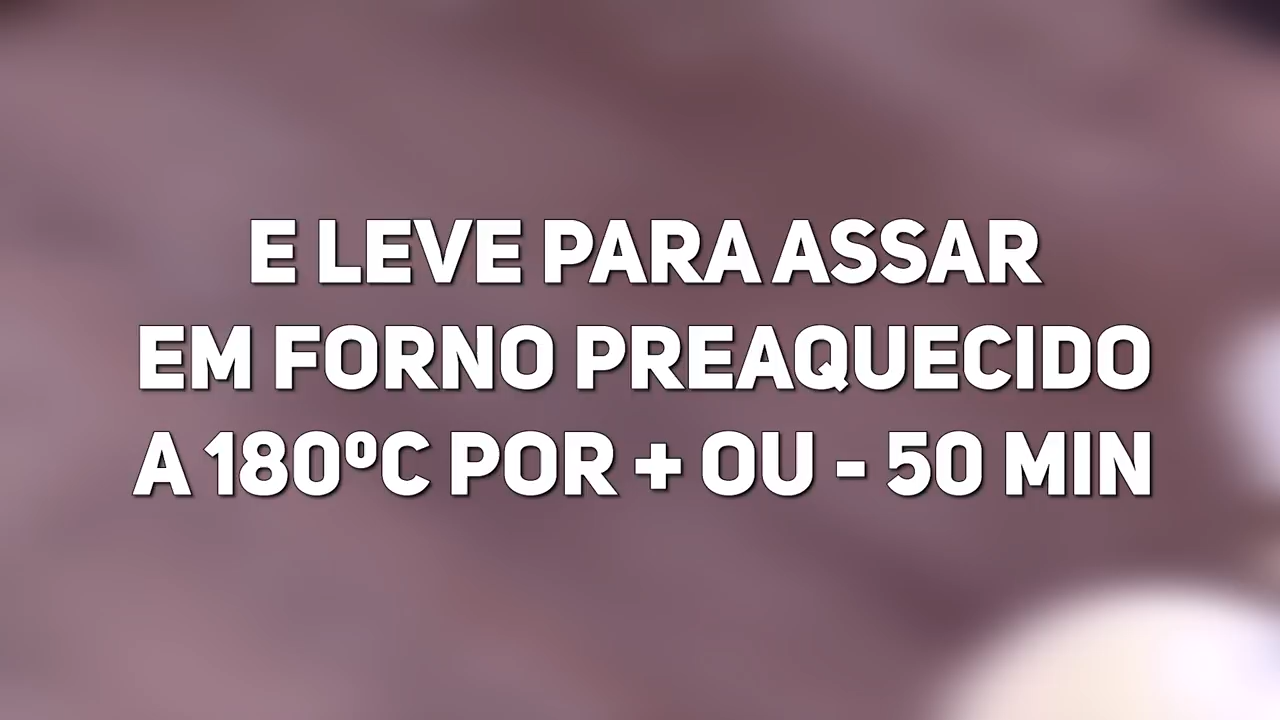 E LEVE PARA ASSAR
EM FORNO PREAQUECIDO
A 180ºC POR + OU - 50 MIN